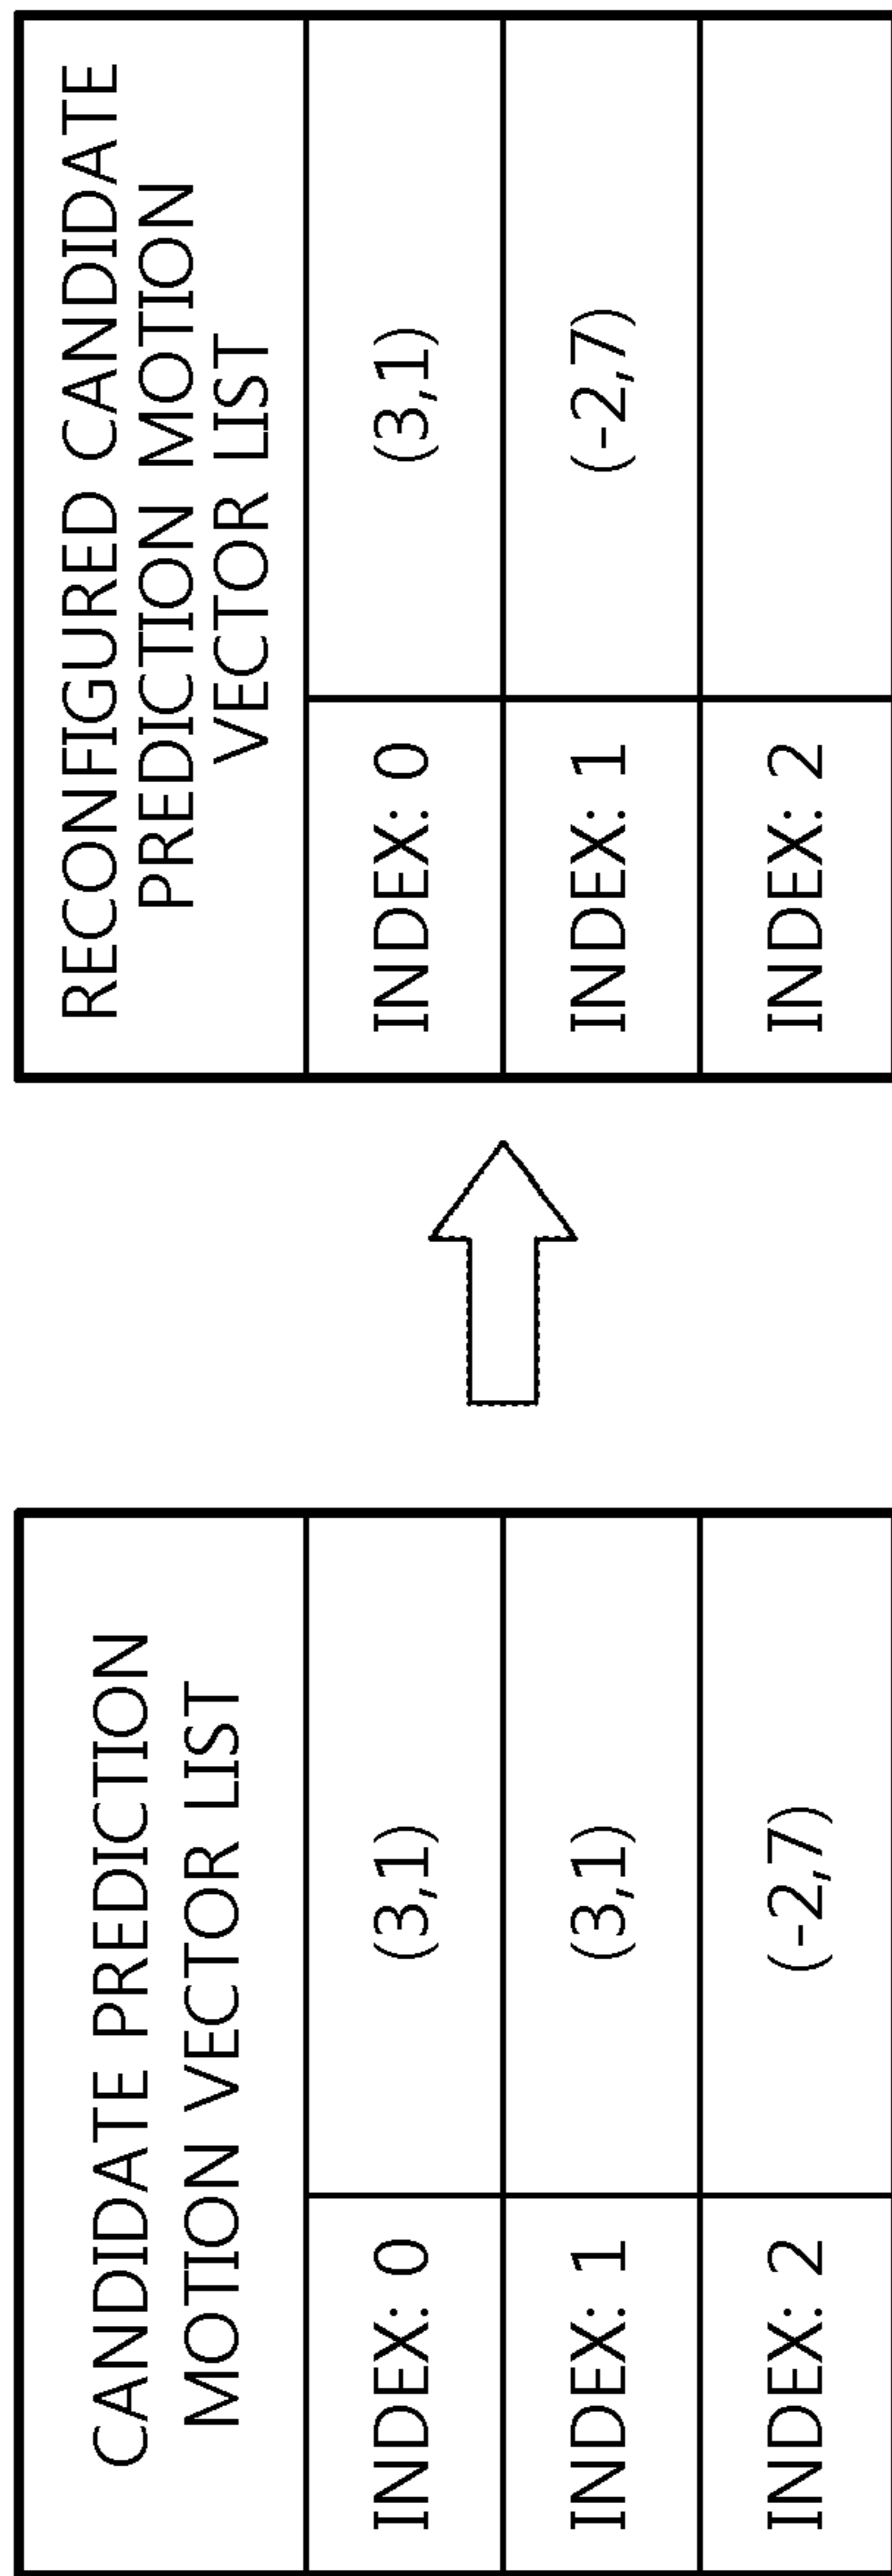 CANDIDATE PREDICTION
MOTION VECTOR LIST
INDEX: 0 (3,1)
INDEX: 1 (3,1)
INDEX: 2 (-2,7)
RECONFIGURED CANDIDATE
PREDICTION MOTION
VECTOR LIST
INDEX: 0 (3,1)
INDEX: 1 (-2,7)
INDEX: 2